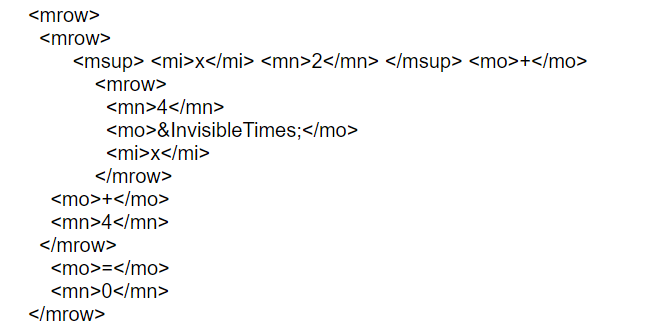 <mrow>
<mrow>
<msup> <mi>x</mi> <mn>2</mn> </msup> <mo>+</mo>
<mrow>
<mn>4</mn>
<mo>&InvisibleTimes;</mo>
<mi>x</mi>
</mrow>
<mo>+</mo>
<mn>4</mn>
</mrow>
<mo>=</mo>
<mn>0</mn>
</mrow>